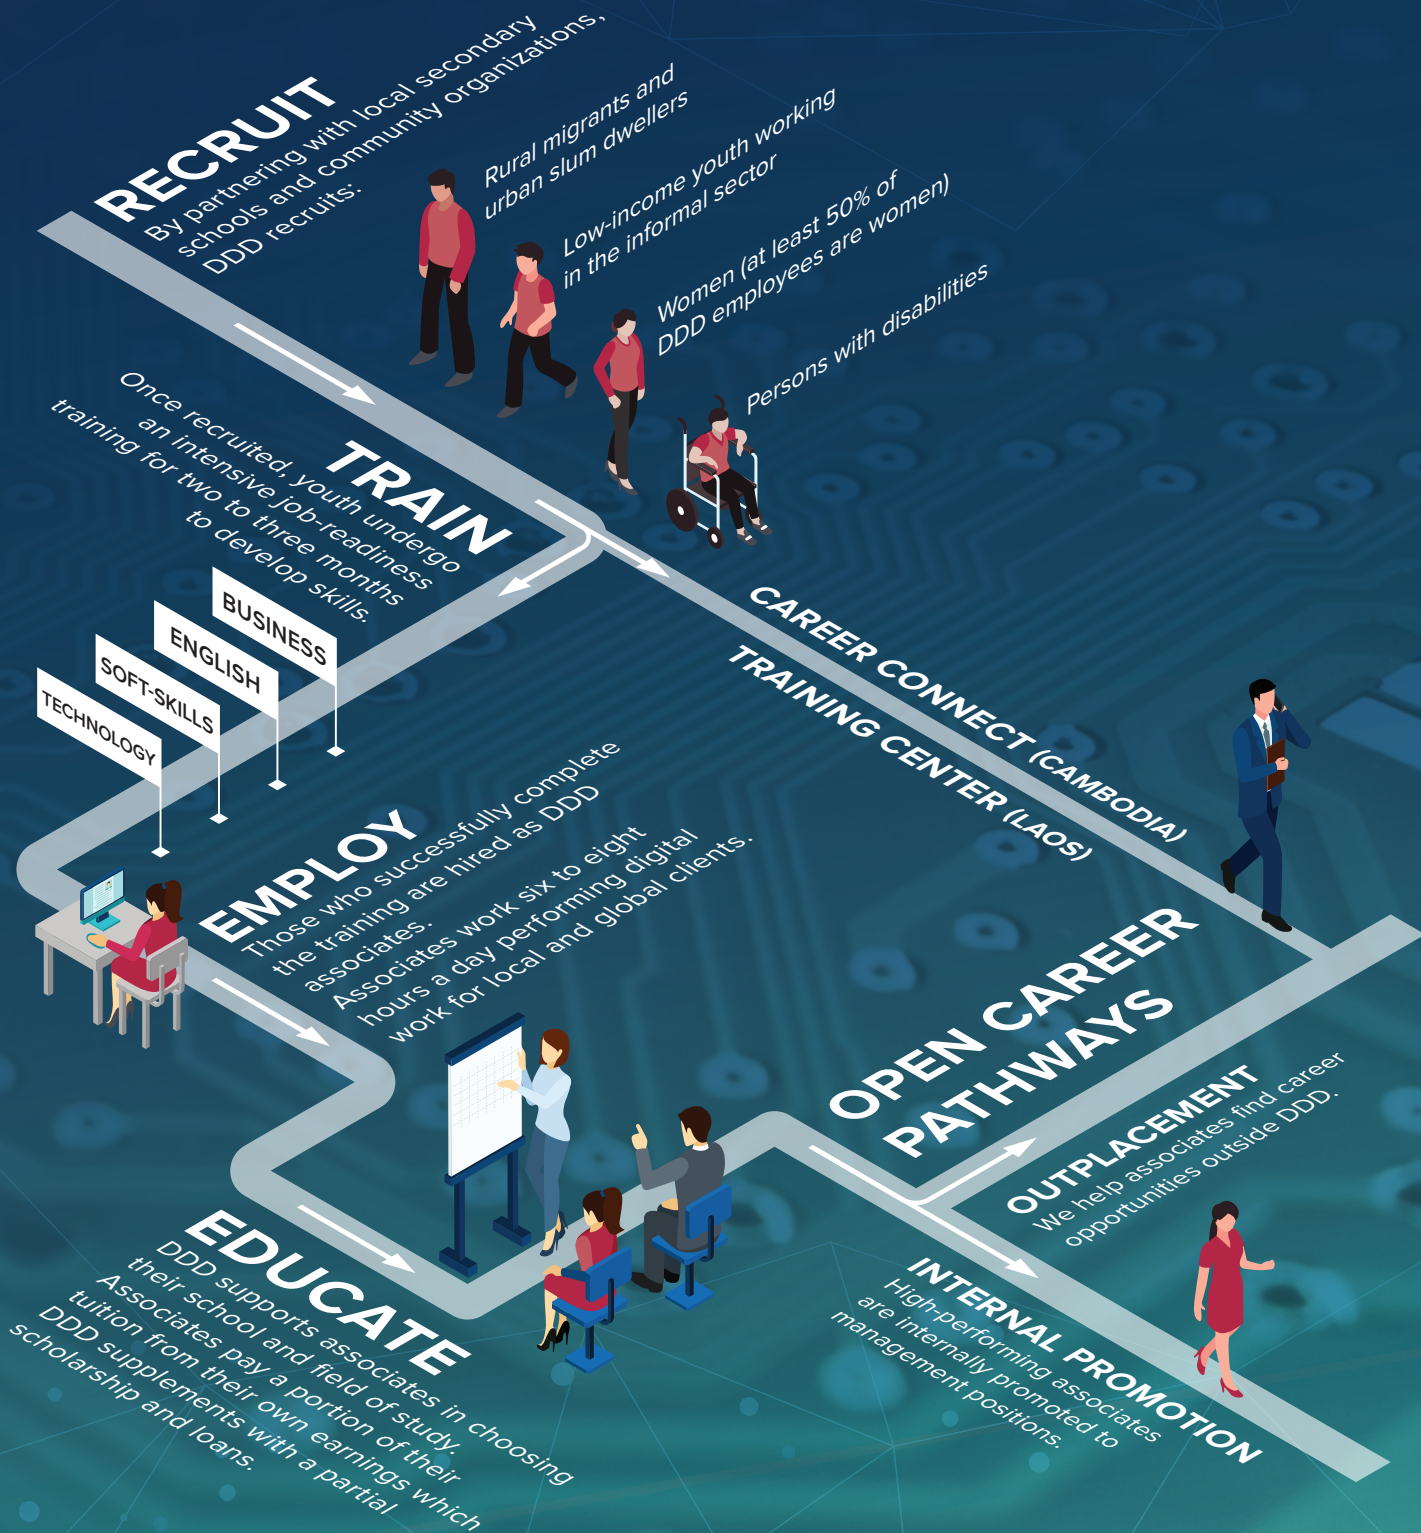 RECRUIT
By partnering with local secondary
schools and community organizations,
DDD recruits:
Rural migrants and
urban slum dwellers
Low-income youth working
in the informal sector
Women (at least 50% of
DDD employees are women)
Persons with disabilities
TRAIN
Once recruited, youth undergo
an intensive job-readiness
training for two to three months
to develop skills.
BUSINESS
ENGLISH
SOFT-SKILLS
TECHNOLOGY
CAREER CONNECT (CAMBODIA)
TRAINING CENTER (LAOS)
EMPLOY
Those who successfully complete
the training are hired as DDD
associates.
Associates work six to eight
hours a day performing digital
work for local and global clients.
EDUCATE
DDD supports associates in choosing
their school and field of study.
Associates pay a portion of their
tuition from their own earnings which
DDD supplements with a partial
scholarship and loans.
OPEN CAREER
PATHWAYS
OUTPLACEMENT
We help associates find career
opportunities outside DDD.
INTERNAL PROMOTION
High-performing associates
are internally promoted to
management positions.